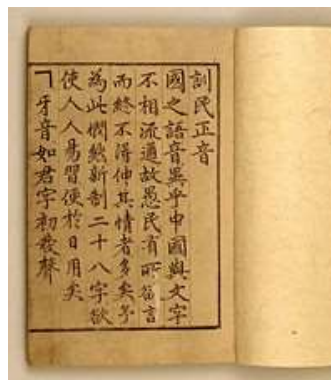 訓民正音
國之語音異乎中國與文字
不相流通故愚民有所欲言
而終不得伸其情者多矣予
為此憫然新制二十八字欲
使人人易習便於日用矣
ㄱ牙音如君字初發聲